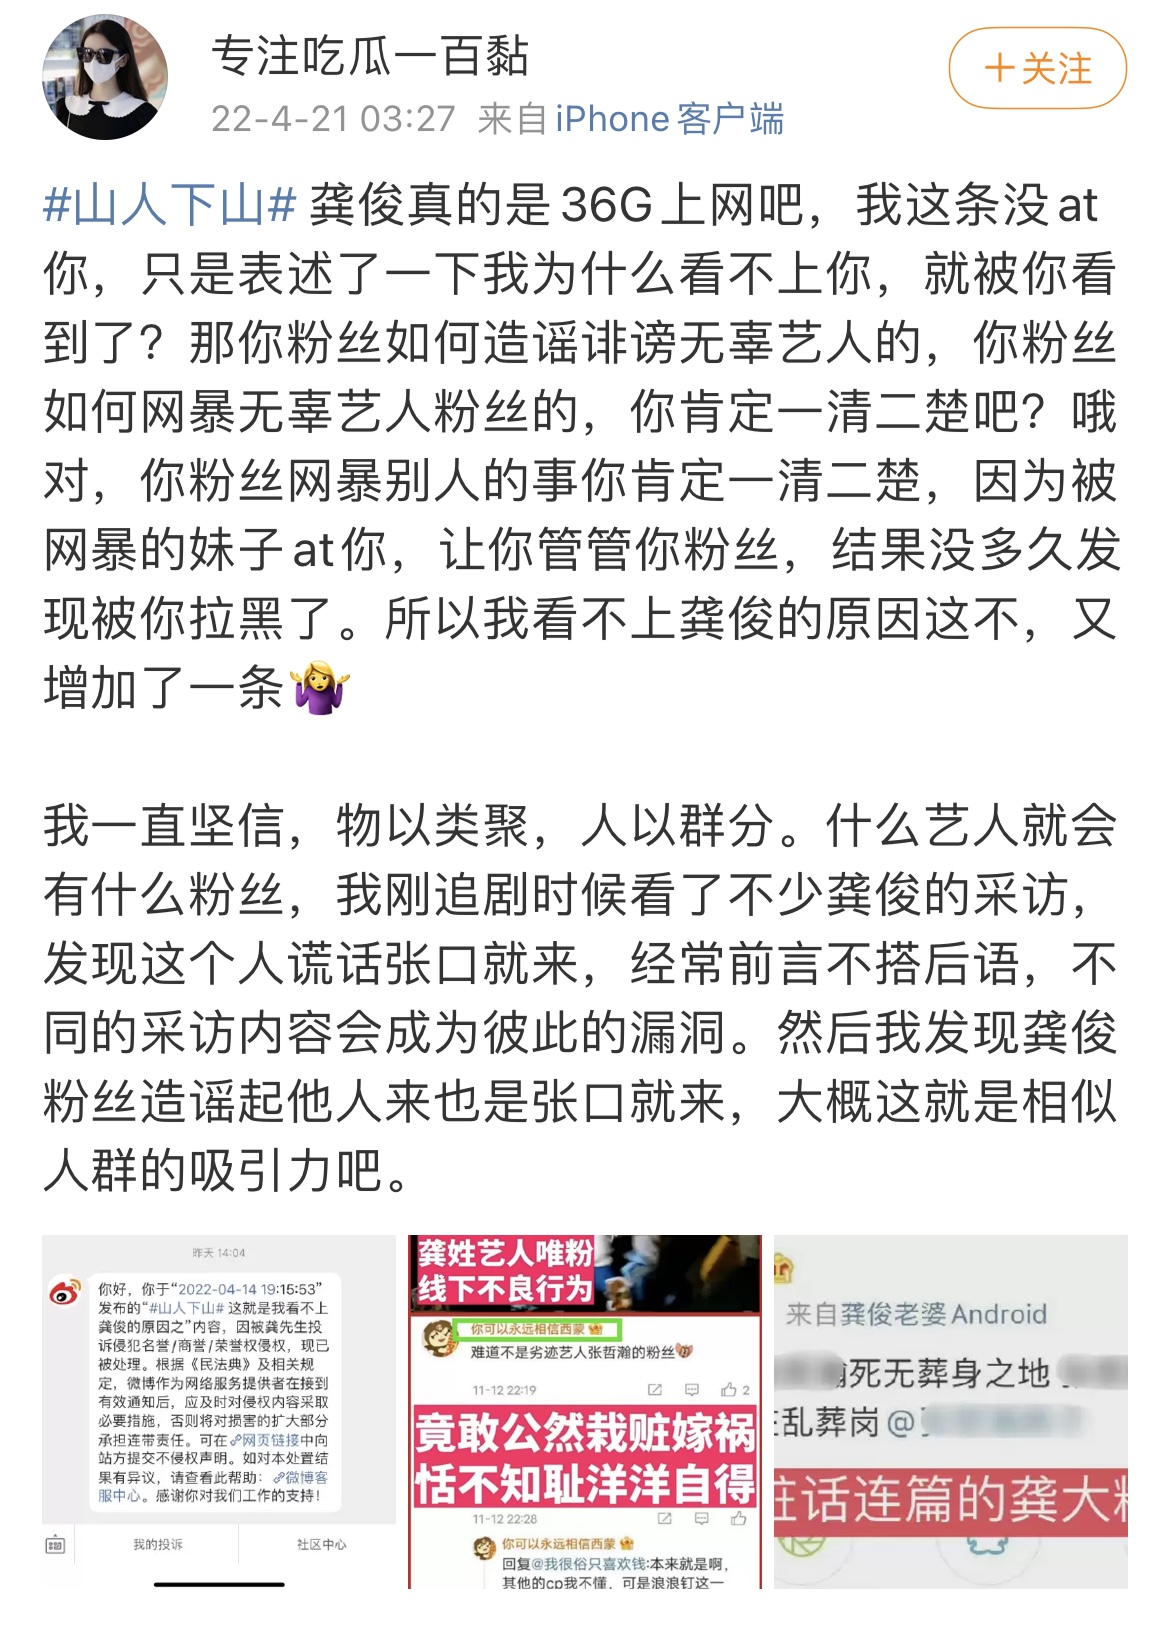 专注吃瓜一百黏
＋关注
22-4-21 03:27 来自 iPhone客户端
#山人下山# 龚俊真的是36G上网吧，我这条没at
你，只是表述了一下我为什么看不上你，就被你看
到了？那你粉丝如何造谣诽谤无辜艺人的，你粉丝
如何网暴无辜艺人粉丝的，你肯定一清二楚吧？哦
对，你粉丝网暴别人的事你肯定一清二楚，因为被
网暴的妹子at你，让你管管你粉丝，结果没多久发
现被你拉黑了。所以我看不上龚俊的原因这不，又
增加了一条🤷‍♀️
我一直坚信，物以类聚，人以群分。什么艺人就会
有什么粉丝，我刚追剧时候看了不少龚俊的采访，
发现这个人谎话张口就来，经常前言不搭后语，不
同的采访内容会成为彼此的漏洞。然后我发现龚俊
粉丝造谣起他人来也是张口就来，大概这就是相似
人群的吸引力吧。
昨天 14:04
你好，你于“2022-04-14 19:15:53”
发布的“#山人下山# 这就是我看不上
龚俊的原因之”内容，因被龚先生投
诉侵犯名誉/商誉/荣誉权侵权，现已
被处理。根据《民法典》及相关规
定，微博作为网络服务提供者在接到
有效通知后，应及时对侵权内容采取
必要措施，否则将对损害的扩大部分
承担连带责任。可在网页链接中向
站方提交不侵权声明。如对本处置结
果有异议，请查看此帮助：微博客
服中心。感谢你对我们工作的支持！
我的投诉
社区中心
龚姓艺人唯粉
线下不良行为
你可以永远相信西蒙
难道不是劣迹艺人张哲瀚的粉丝
11-12 22:19
2
竟敢公然栽赃嫁祸
恬不知耻洋洋自得
11-12 22:28
你可以永远相信西蒙
回复@我很俗只喜欢钱:本来就是啊，
其他的cp我不懂，可是浪浪钉这一
来自龚俊老婆Android
死无葬身之地
乱葬岗@
话连篇的龚大